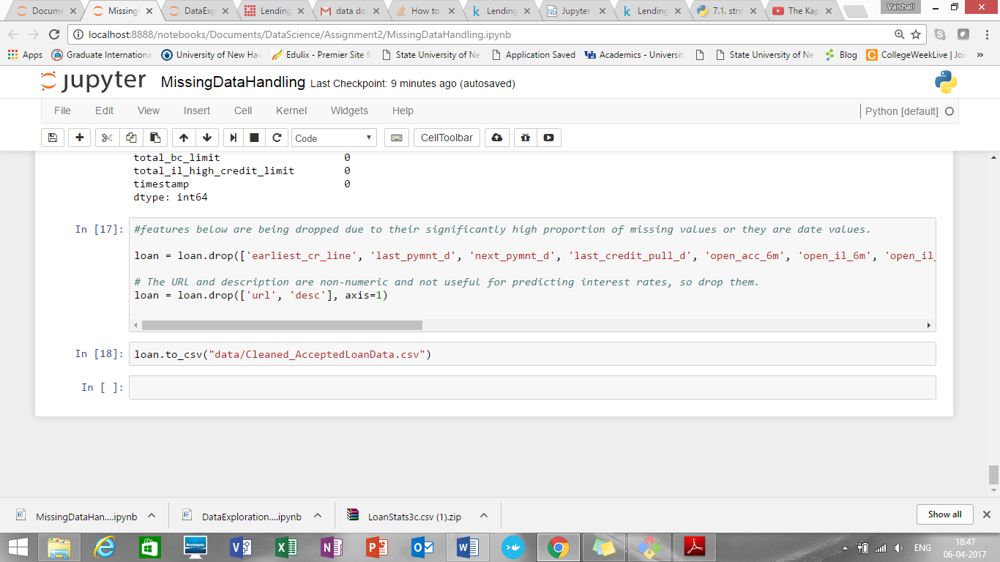 Docume
Missing
DataExp
Lending
data do
How to
Lending
Jupyter
Lending
7.1. strin
The Kap
Vaishali
localhost:8888/notebooks/Documents/DataScience/Assignment2/MissingDataHandling.ipynb
Apps
Graduate Internationa
University of New Hav
Edulix - Premier Site f
State University of Ne
Application Saved
Academics - Universit
State University of Ne
Blog
CollegeWeekLive | Joi
»
jupyter MissingDataHandling Last Checkpoint: 9 minutes ago (autosaved)
File Edit View Insert Cell Kernel Widgets Help Python [default]
Code CellToolbar
total_bc_limit 0
total_il_high_credit_limit 0
timestamp 0
dtype: int64
In [17]: #features below are being dropped due to their significantly high proportion of missing values or they are date values.
loan = loan.drop(['earliest_cr_line', 'last_pymnt_d', 'next_pymnt_d', 'last_credit_pull_d', 'open_acc_6m', 'open_il_6m', 'open_il_
# The URL and description are non-numeric and not useful for predicting interest rates, so drop them.
loan = loan.drop(['url', 'desc'], axis=1)
In [18]: loan.to_csv("data/Cleaned_AcceptedLoanData.csv")
In [ ]:
MissingDataHan....ipynb
DataExploration....ipynb
LoanStats3c.csv (1).zip
Show all
lenovo
ENG
18:47
06-04-2017